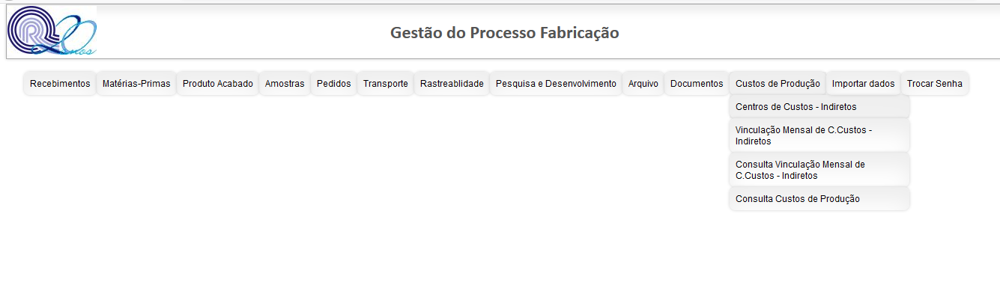 R 20 anos
Gestão do Processo Fabricação
Recebimentos Matérias-Primas Produto Acabado Amostras Pedidos Transporte Rastreablidade Pesquisa e Desenvolvimento Arquivo Documentos Custos de Produção Importar dados Trocar Senha
Centros de Custos - Indiretos
Vinculação Mensal de C.Custos -
Indiretos
Consulta Vinculação Mensal de
C.Custos - Indiretos
Consulta Custos de Produção